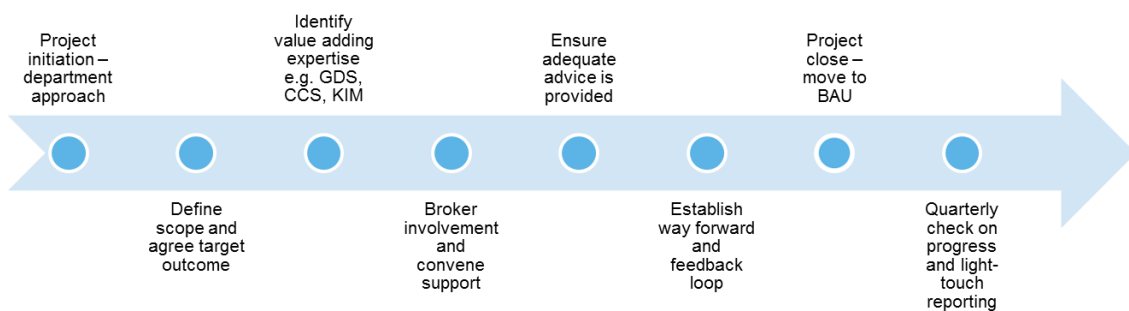 Project
initiation –
department
approach
Define
scope and
agree target
outcome
Identify
value adding
expertise
e.g. GDS,
CCS, KIM
Broker
involvement
and
convene
support
Ensure
adequate
advice is
provided
Establish
way forward
and
feedback
loop
Project
close –
move to
BAU
Quarterly
check on
progress
and light-
touch
reporting